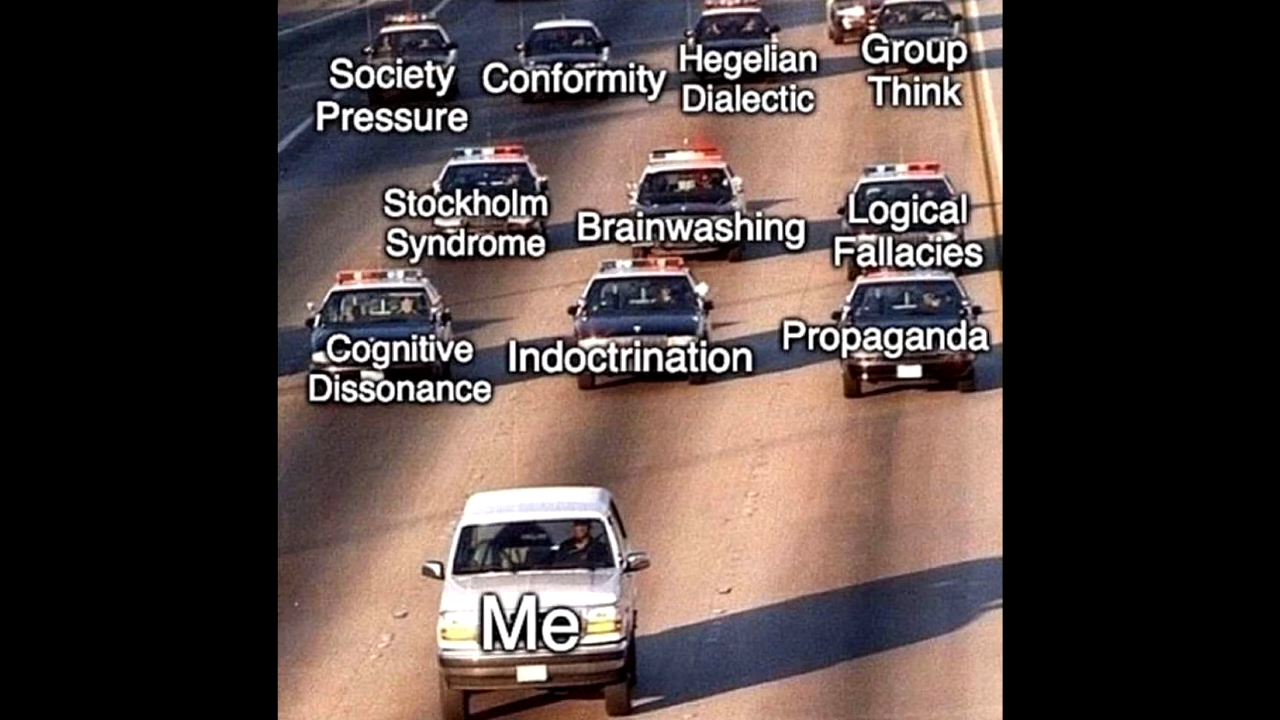 Society
Pressure
Conformity
Hegelian
Dialectic
Group
Think
Stockholm
Syndrome
Brainwashing
Logical
Fallacies
Cognitive
Dissonance
Indoctrination
Propaganda
Me